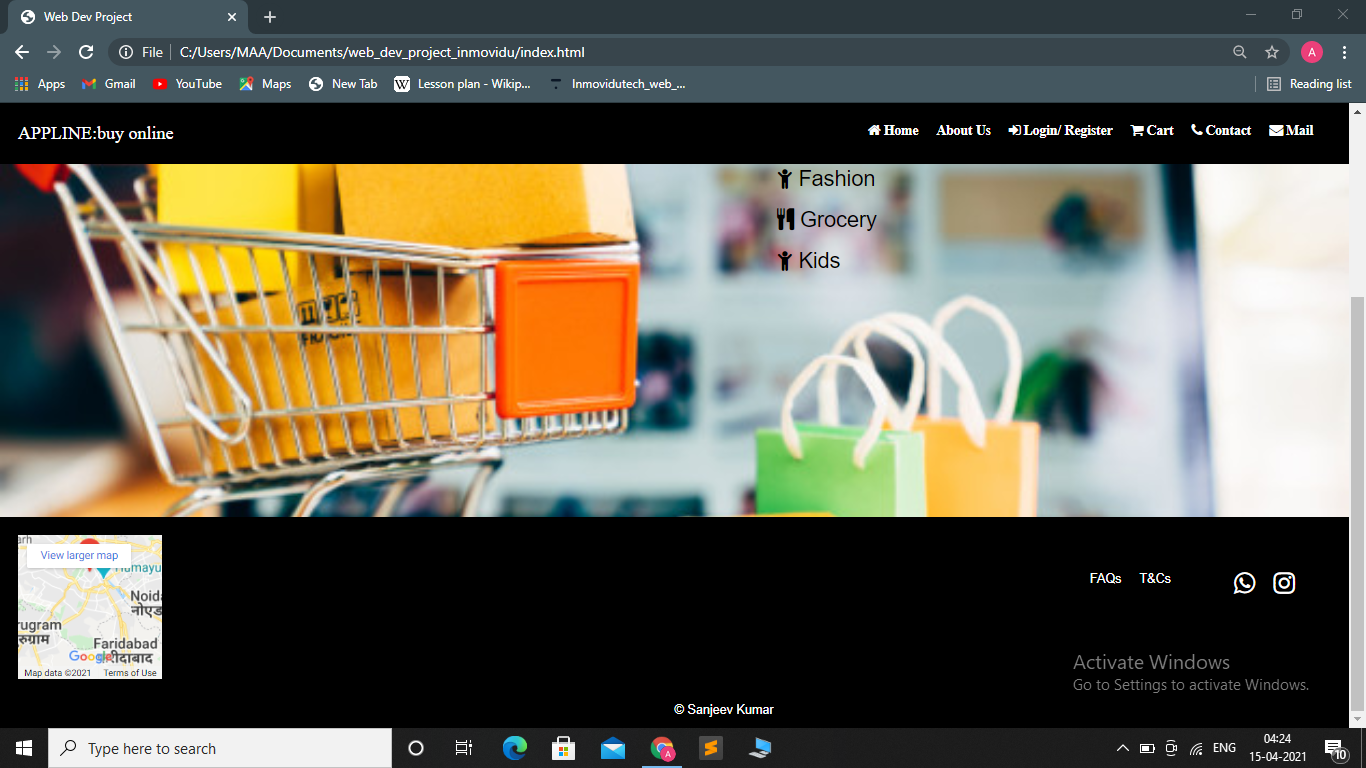 Web Dev Project
File C:/Users/MAA/Documents/web_dev_project_inmovidu/index.html
A
Apps Gmail YouTube Maps New Tab Lesson plan - Wikip... Inmovidutech_web_... Reading list
APPLINE:buy online Home About Us Login/ Register Cart Contact Mail
Fashion
Grocery
Kids
arh
View larger map
Humayu
Noida
नोएड
rugram
रुग्राम
Faridabad
फरीदाबाद
Google
Map data ©2021 Terms of Use
FAQs T&Cs
Activate Windows
Go to Settings to activate Windows.
© Sanjeev Kumar
Type here to search
A
ENG
04:24
15-04-2021
10